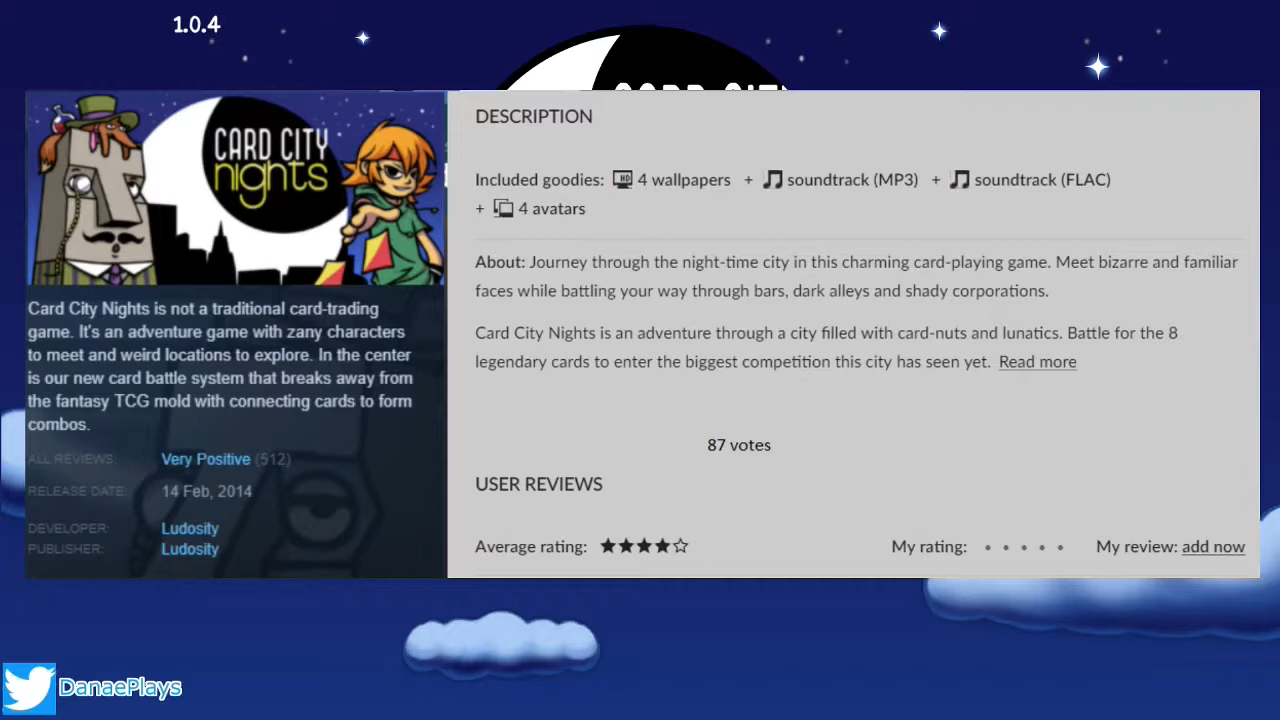 1.0.4
CARD CITY
nights
Card City Nights is not a traditional card-trading
game. It's an adventure game with zany characters
to meet and weird locations to explore. In the center
is our new card battle system that breaks away from
the fantasy TCG mold with connecting cards to form
combos.
ALL REVIEWS: Very Positive (512)
RELEASE DATE: 14 Feb, 2014
DEVELOPER: Ludosity
PUBLISHER: Ludosity
DESCRIPTION
Included goodies: 4 wallpapers + soundtrack (MP3) + soundtrack (FLAC)
+ 4 avatars
About: Journey through the night-time city in this charming card-playing game. Meet bizarre and familiar
faces while battling your way through bars, dark alleys and shady corporations.
Card City Nights is an adventure through a city filled with card-nuts and lunatics. Battle for the 8
legendary cards to enter the biggest competition this city has seen yet. Read more
87 votes
USER REVIEWS
Average rating: ★★★★☆ My rating: • • • • • My review: add now
DanaePlays